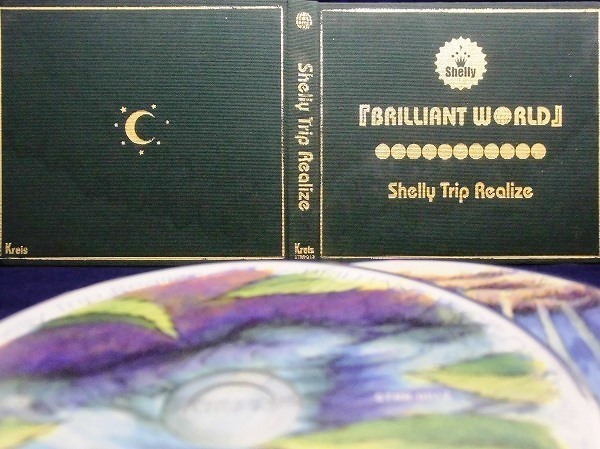 Kreis
Shelly Trip Realize
Kreis
Shelly
『BRILLIANT WORLD』
Shelly Trip Realize